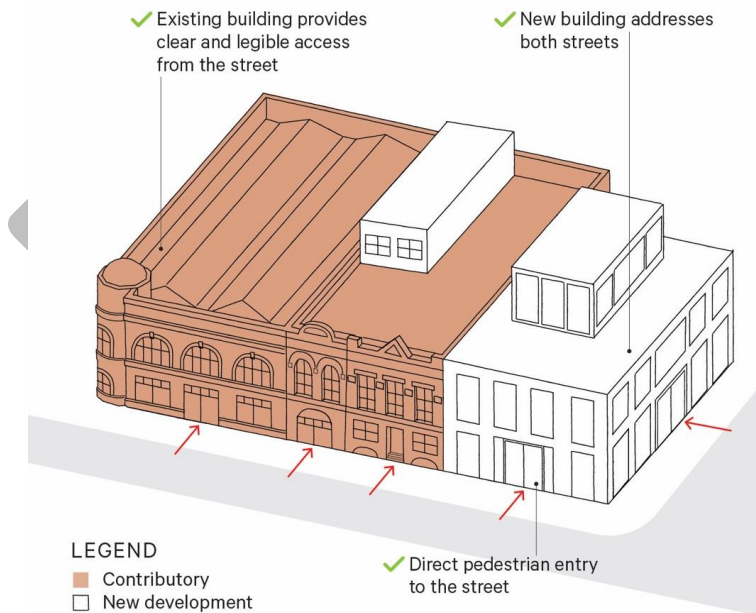 Existing building provides
clear and legible access
from the street
New building addresses
both streets
Direct pedestrian entry
to the street
LEGEND
Contributory
New development